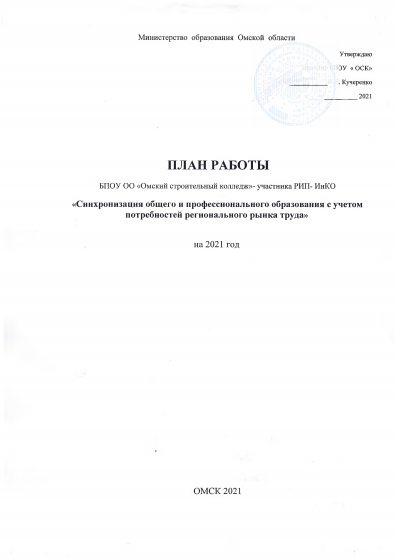 Министерство образования Омской области
Утверждаю
ОУ « ОСК»
. Кучеренко
2021
ПЛАН РАБОТЫ
БПОУ ОО «Омский строительный колледж»- участника РИП- ИнКО
«Синхронизация общего и профессионального образования с учетом
потребностей регионального рынка труда»
на 2021 год
ОМСК 2021